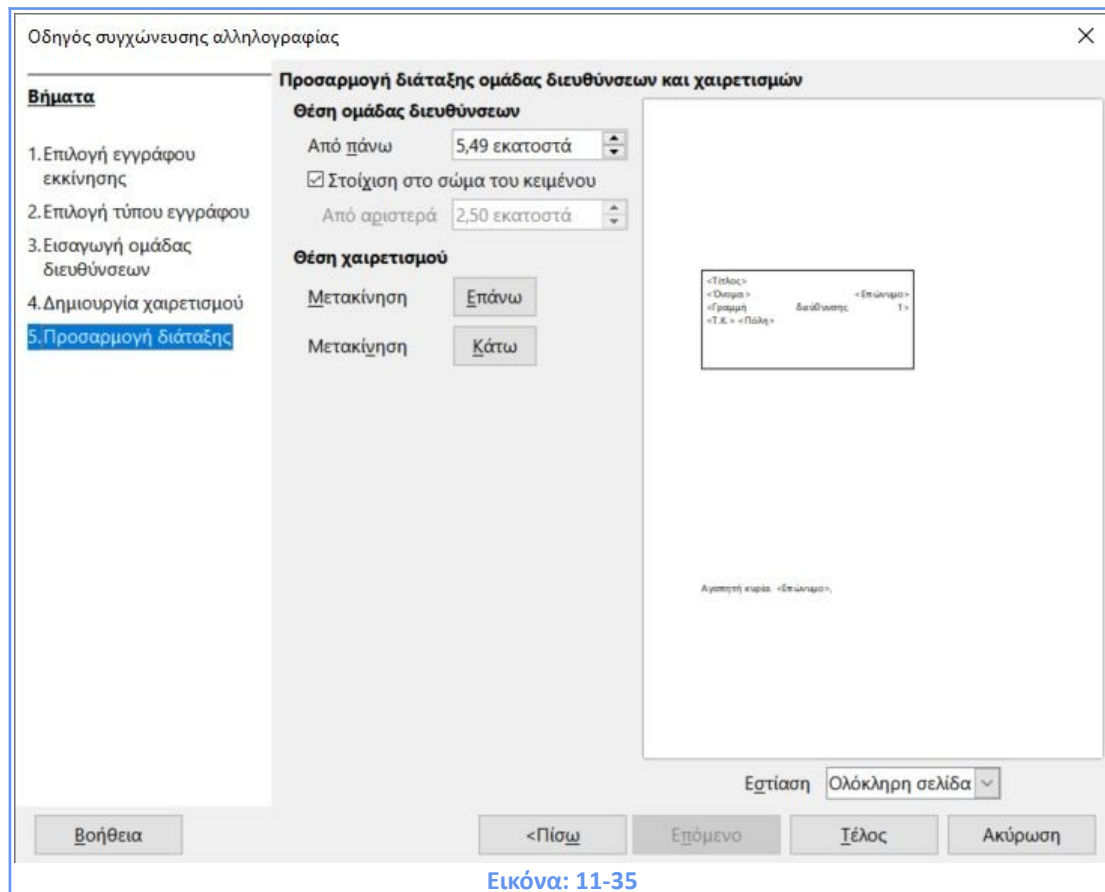 Οδηγός συγχώνευσης αλληλογραφίας
Βήματα
1.Επιλογή εγγράφου
εκκίνησης
2.Επιλογή τύπου εγγράφου
3.Εισαγωγή ομάδας
διευθύνσεων
4.Δημιουργία χαιρετισμού
5.Προσαρμογή διάταξης
Προσαρμογή διάταξης ομάδας διευθύνσεων και χαιρετισμών
Θέση ομάδας διευθύνσεων
Από πάνω 5,49 εκατοστά
Στοίχιση στο σώμα του κειμένου
Από αριστερά 2,50 εκατοστά
Θέση χαιρετισμού
Μετακίνηση Επάνω
Μετακίνηση Κάτω
<Τίτλος>
<Όνομα> <Επώνυμο>
<Γραμμή διεύθυνσης 1>
<Τ.Κ.> <Πόλη>
Αγαπητή κυρία. <Επώνυμο>,
Εστίαση Ολόκληρη σελίδα
Βοήθεια <Πίσω Επόμενο Τέλος Ακύρωση
Εικόνα: 11-35